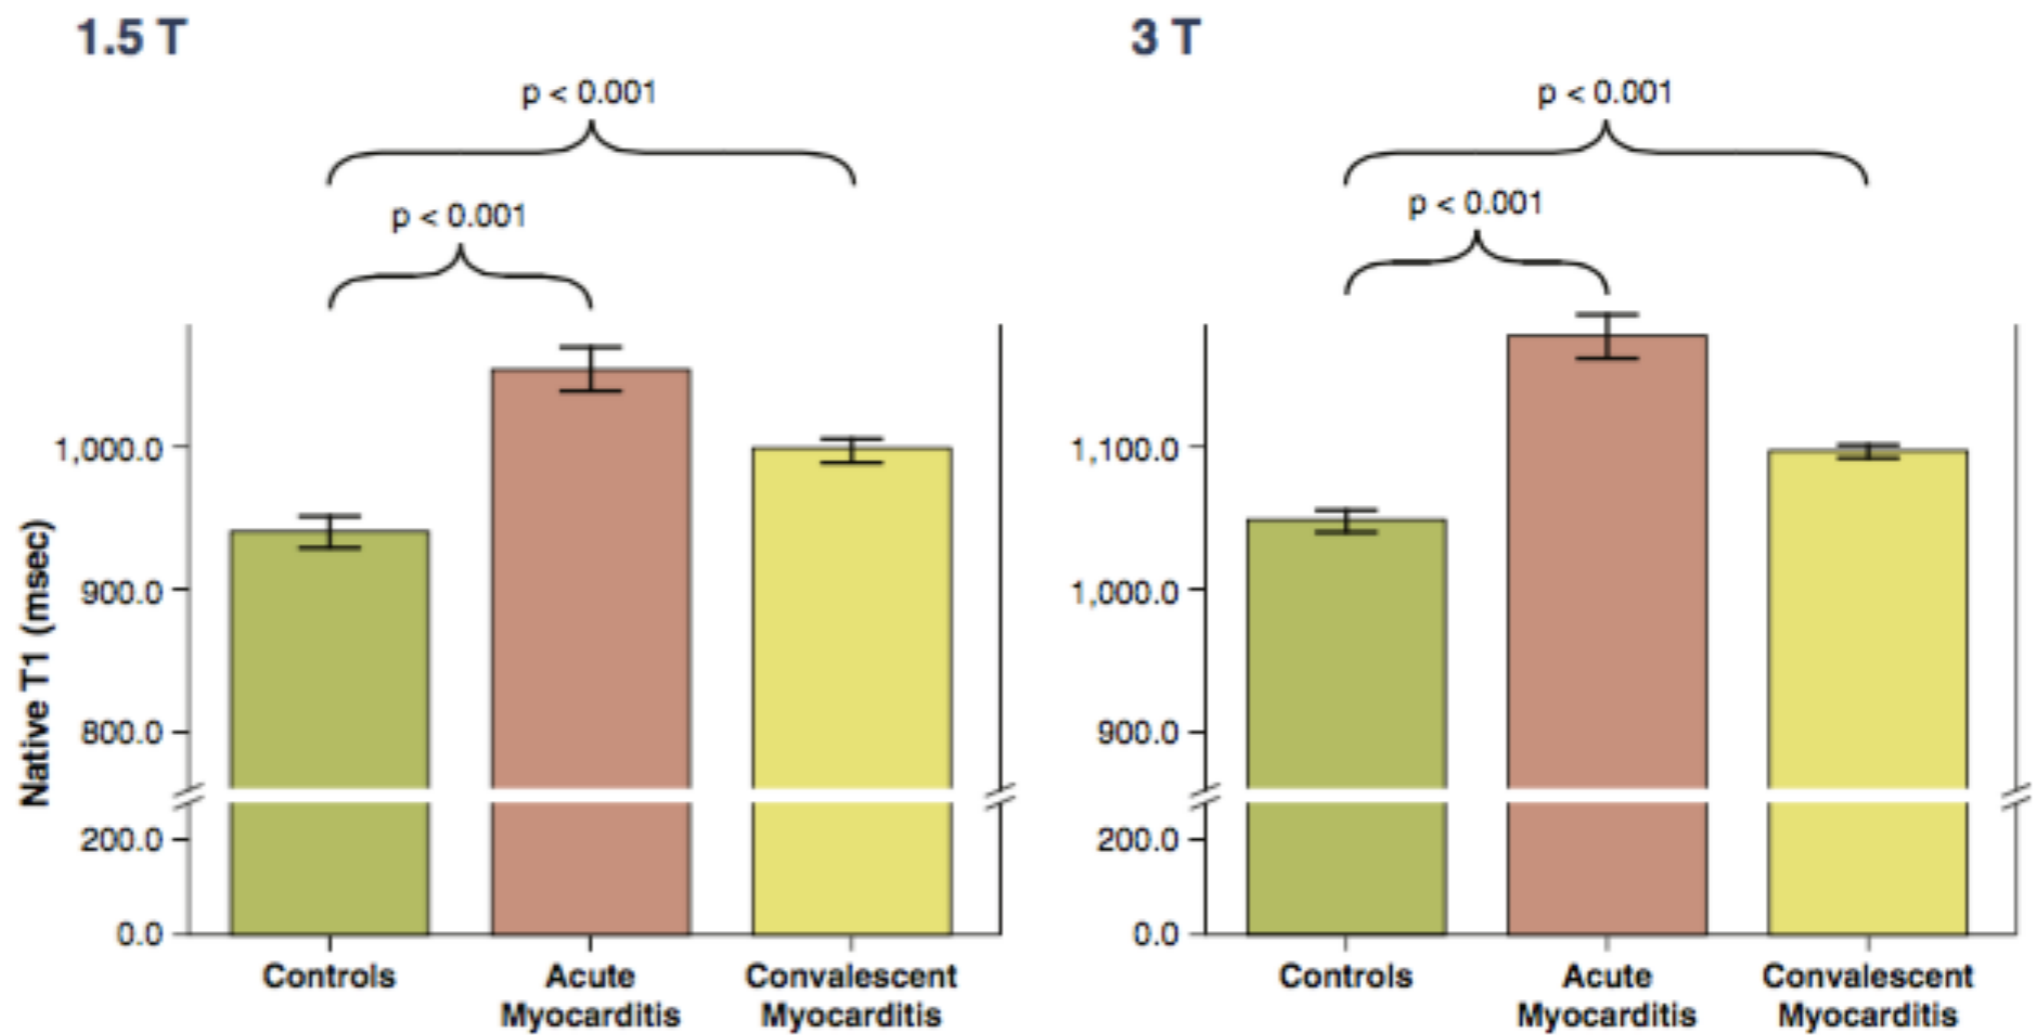 1.5 T
p < 0.001
p < 0.001
Native T1 (msec)
1,000.0
900.0
800.0
200.0
0.0
Controls
Acute
Myocarditis
Convalescent
Myocarditis
3 T
p < 0.001
p < 0.001
1,100.0
1,000.0
900.0
200.0
0.0
Controls
Acute
Myocarditis
Convalescent
Myocarditis